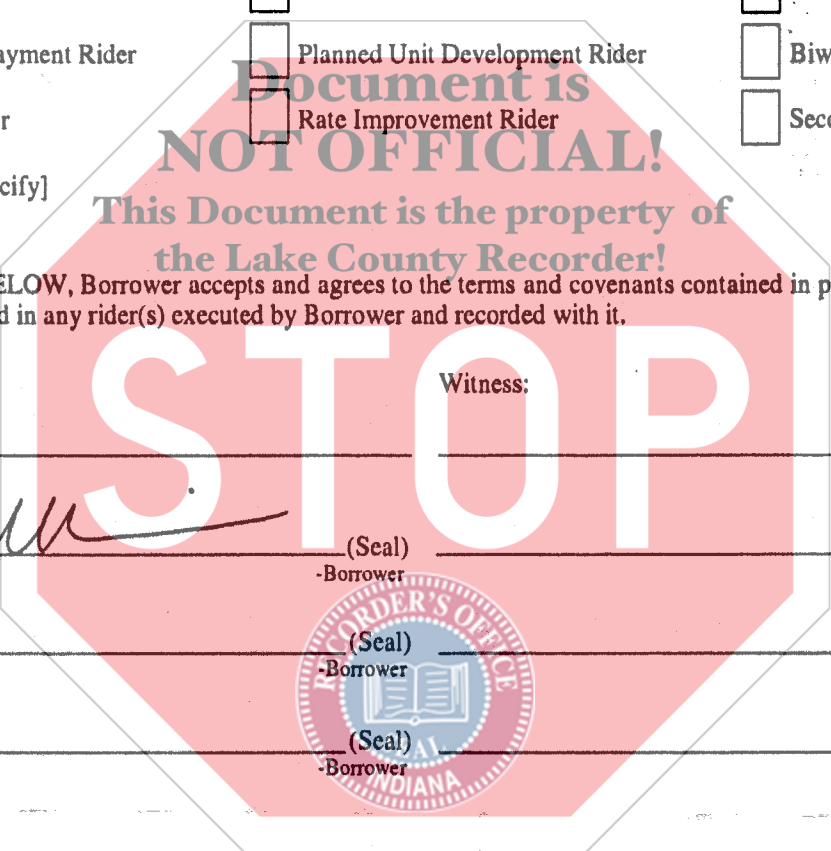 ayment Rider Planned Unit Development Rider Biw
Document is
r Rate Improvement Rider Seco
NOT OFFICIAL!
cify]
This Document is the property of
the Lake County Recorder!
ELOW, Borrower accepts and agrees to the terms and covenants contained in p
d in any rider(s) executed by Borrower and recorded with it.
STOP
Witness:
(Seal)
-Borrower
RECORDER'S OFFICE
(Seal)
-Borrower
(Seal)
SEAL
-Borrower
INDIANA